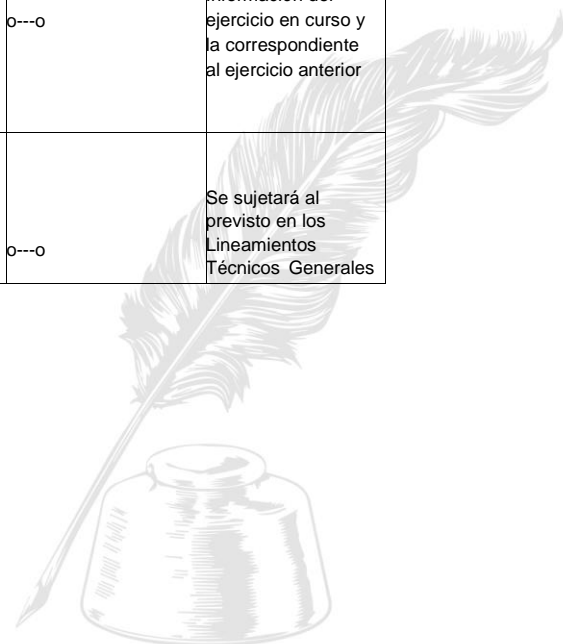 o---o
ejercicio en curso y
la correspondiente
al ejercicio anterior
o---o
Se sujetará al
previsto en los
Lineamientos
Técnicos Generales